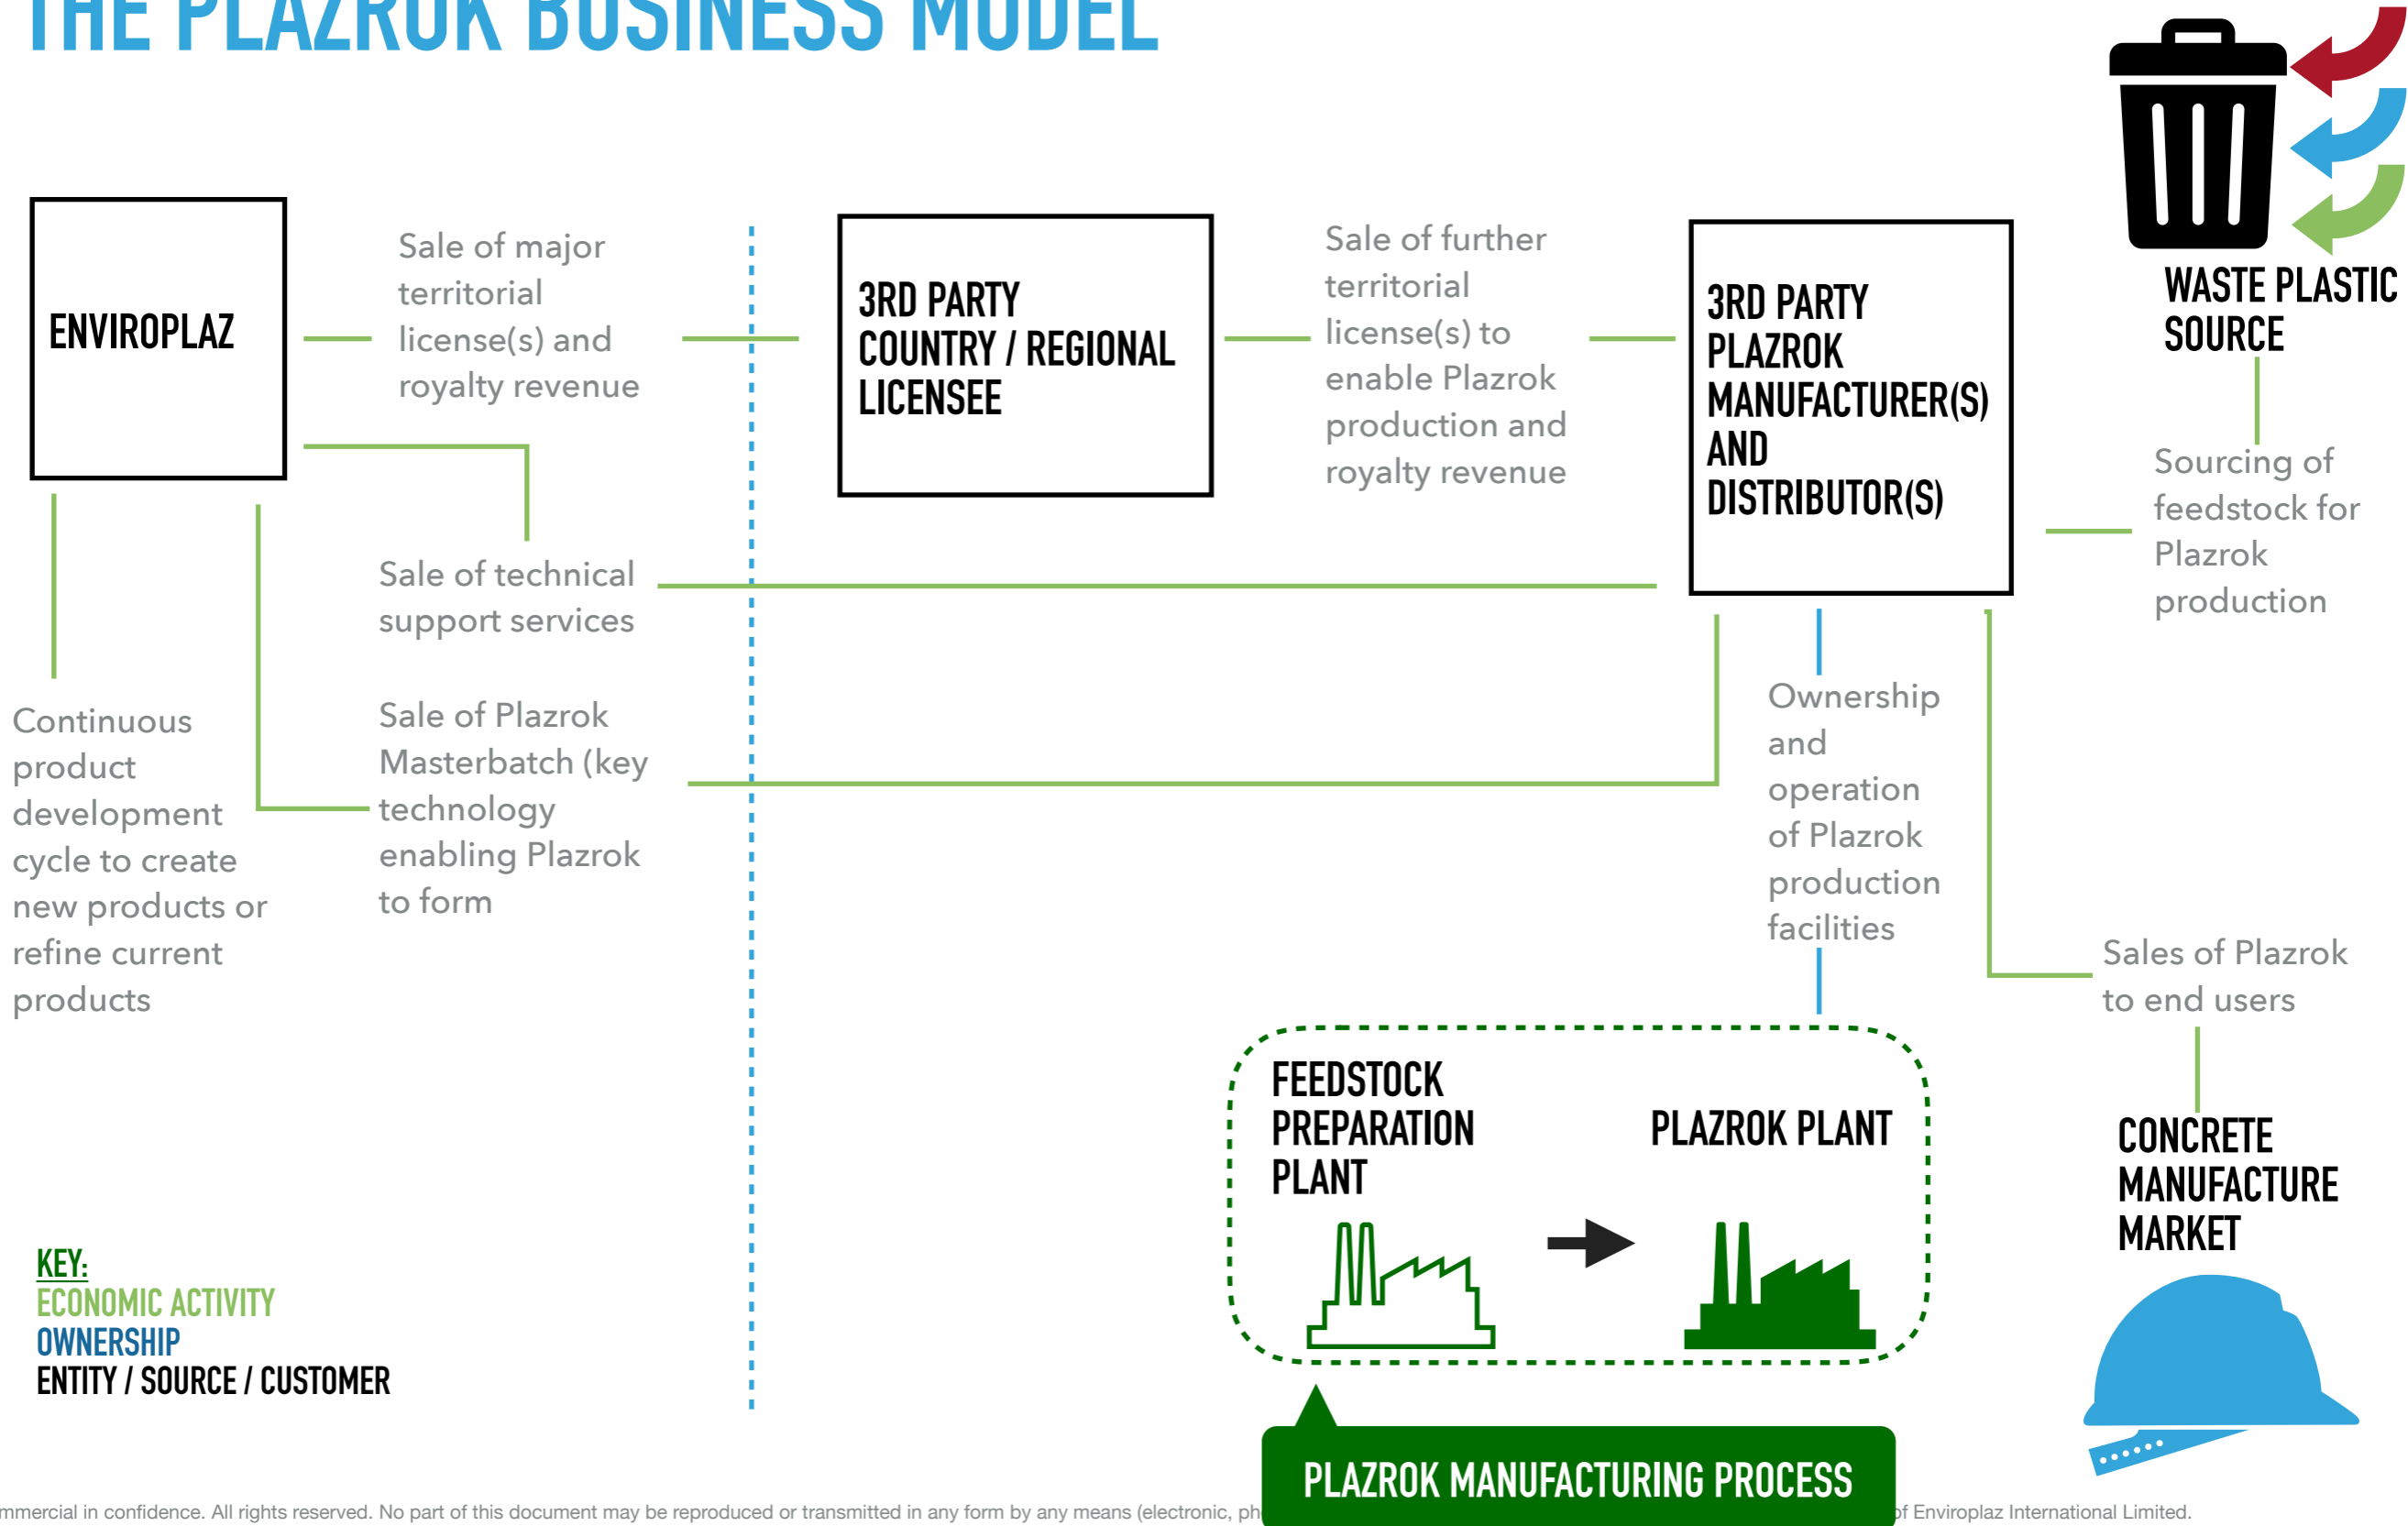 THE PLAZROK BUSINESS MODEL
ENVIROPLAZ
Sale of major
territorial
license(s) and
royalty revenue
3RD PARTY
COUNTRY / REGIONAL
LICENSEE
Sale of further
territorial
license(s) to
enable Plazrok
production and
royalty revenue
3RD PARTY
PLAZROK
MANUFACTURER(S)
AND
DISTRIBUTOR(S)
WASTE PLASTIC
SOURCE
Sourcing of
feedstock for
Plazrok
production
Sale of technical
support services
Continuous
product
development
cycle to create
new products or
refine current
products
Sale of Plazrok
Masterbatch (key
technology
enabling Plazrok
to form
Ownership
and
operation
of Plazrok
production
facilities
Sales of Plazrok
to end users
FEEDSTOCK
PREPARATION
PLANT
PLAZROK PLANT
CONCRETE
MANUFACTURE
MARKET
KEY:
ECONOMIC ACTIVITY
OWNERSHIP
ENTITY / SOURCE / CUSTOMER
PLAZROK MANUFACTURING PROCESS
in confidence. All rights reserved. No part of this document may be reproduced or transmitted in any form by any means (electronic, of Enviroplaz International Limited.